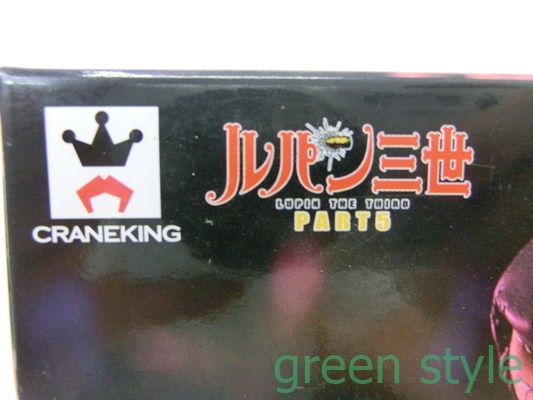 ルパン三世
LUPIN THE THIRD
PART5
CRANEKING
green style